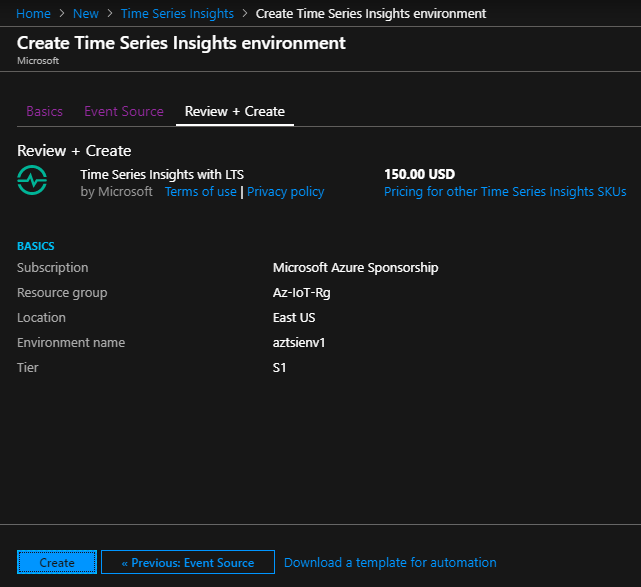 Home > New > Time Series Insights > Create Time Series Insights environment
Create Time Series Insights environment
Microsoft
Basics Event Source Review + Create
Review + Create
Time Series Insights with LTS 150.00 USD
by Microsoft Terms of use | Privacy policy Pricing for other Time Series Insights SKUs
BASICS
Subscription Microsoft Azure Sponsorship
Resource group Az-IoT-Rg
Location East US
Environment name aztsienv1
Tier S1
Create « Previous: Event Source Download a template for automation